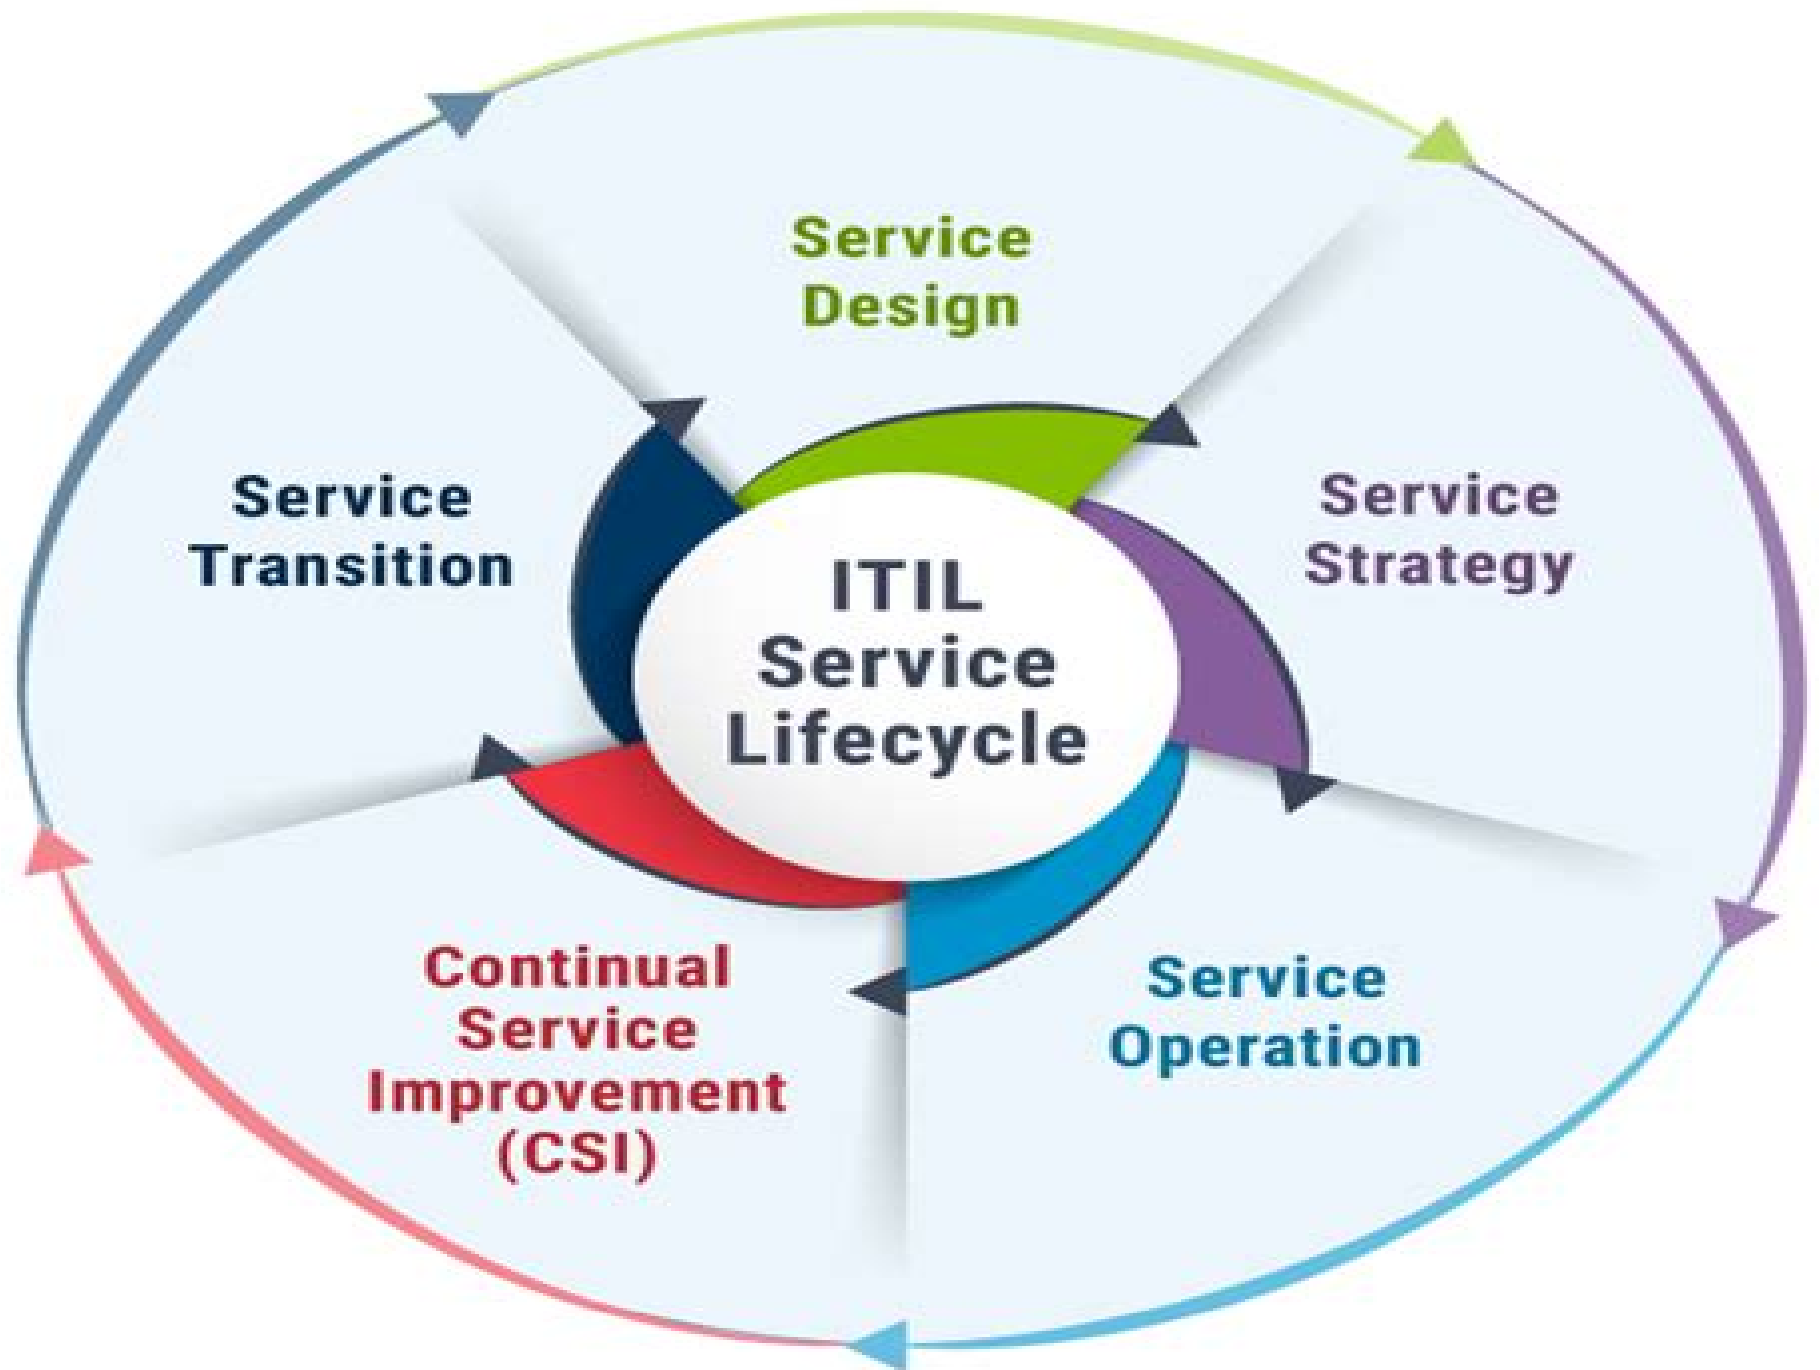 Service
Design
Service
Strategy
Service
Transition
ITIL
Service
Lifecycle
Service
Operation
Continual
Service
Improvement
(CSI)